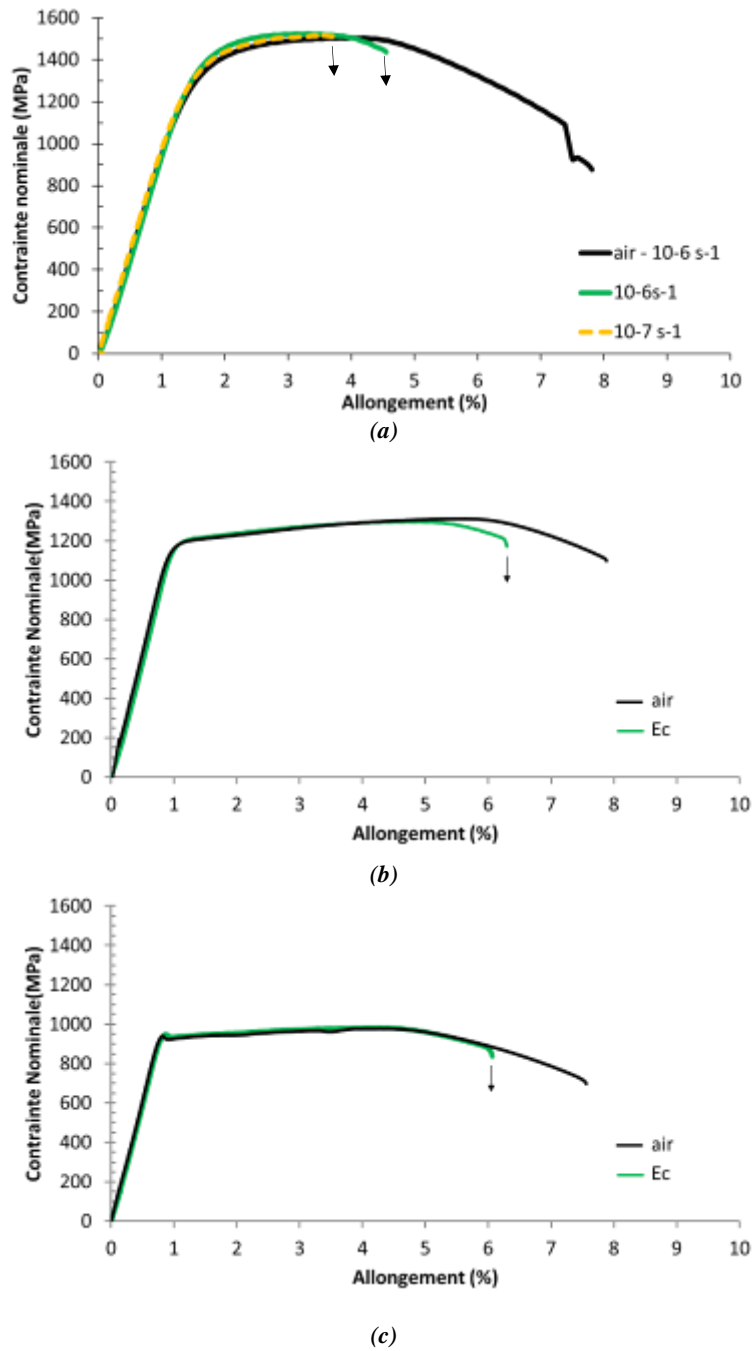 1600
1400
1200
1000
800
600
400
200
0
Contrainte nominale (MPa)
air - 10-6 s-1
10-6s-1
10-7 s-1
0 1 2 3 4 5 6 7 8 9 10
Allongement (%)
(a)
1600
1400
1200
1000
800
600
400
200
0
Contrainte Nominale(MPa)
air
Ec
0 1 2 3 4 5 6 7 8 9 10
Allongement (%)
(b)
1600
1400
1200
1000
800
600
400
200
0
Contrainte Nominale(MPa)
air
Ec
0 1 2 3 4 5 6 7 8 9 10
Allongement (%)
(c)